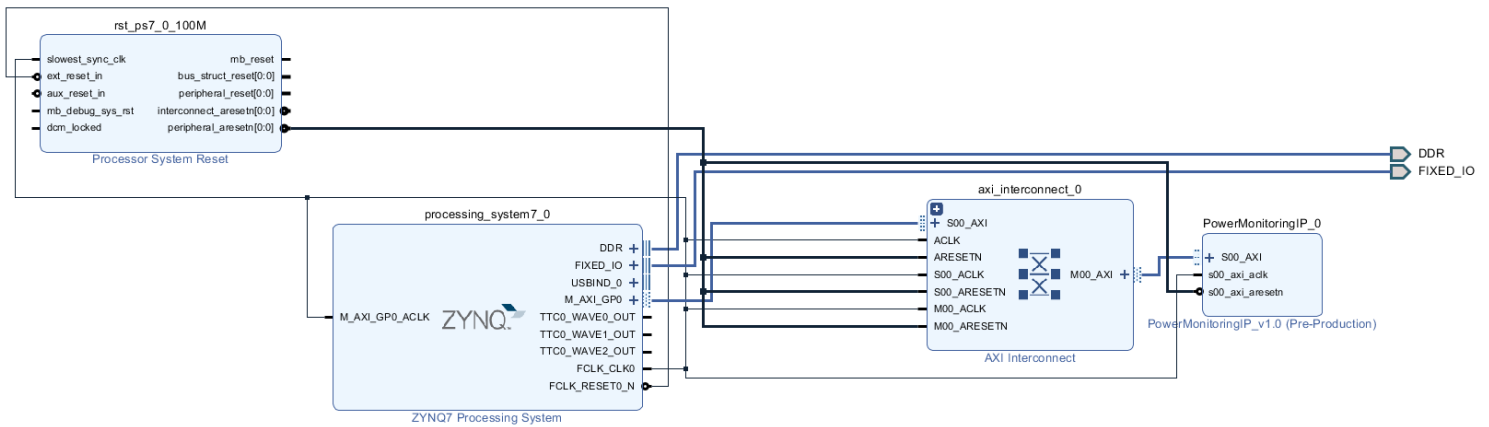 rst_ps7_0_100M
slowest_sync_clk
mb_reset
ext_reset_in
bus_struct_reset[0:0]
aux_reset_in
peripheral_reset[0:0]
mb_debug_sys_rst
interconnect_aresetn[0:0]
dcm_locked
peripheral_aresetn[0:0]
Processor System Reset
DDR
FIXED_IO
processing_system7_0
DDR
FIXED_IO
USBIND_0
M_AXI_GP0
M_AXI_GP0_ACLK
ZYNQ
TTC0_WAVE0_OUT
TTC0_WAVE1_OUT
TTC0_WAVE2_OUT
FCLK_CLK0
FCLK_RESET0_N
ZYNQ7 Processing System
axi_interconnect_0
S00_AXI
ACLK
ARESETN
S00_ACLK
M00_AXI
S00_ARESETN
M00_ACLK
M00_ARESETN
AXI Interconnect
PowerMonitoringIP_0
S00_AXI
s00_axi_aclk
s00_axi_aresetn
PowerMonitoringIP_v1.0 (Pre-Production)